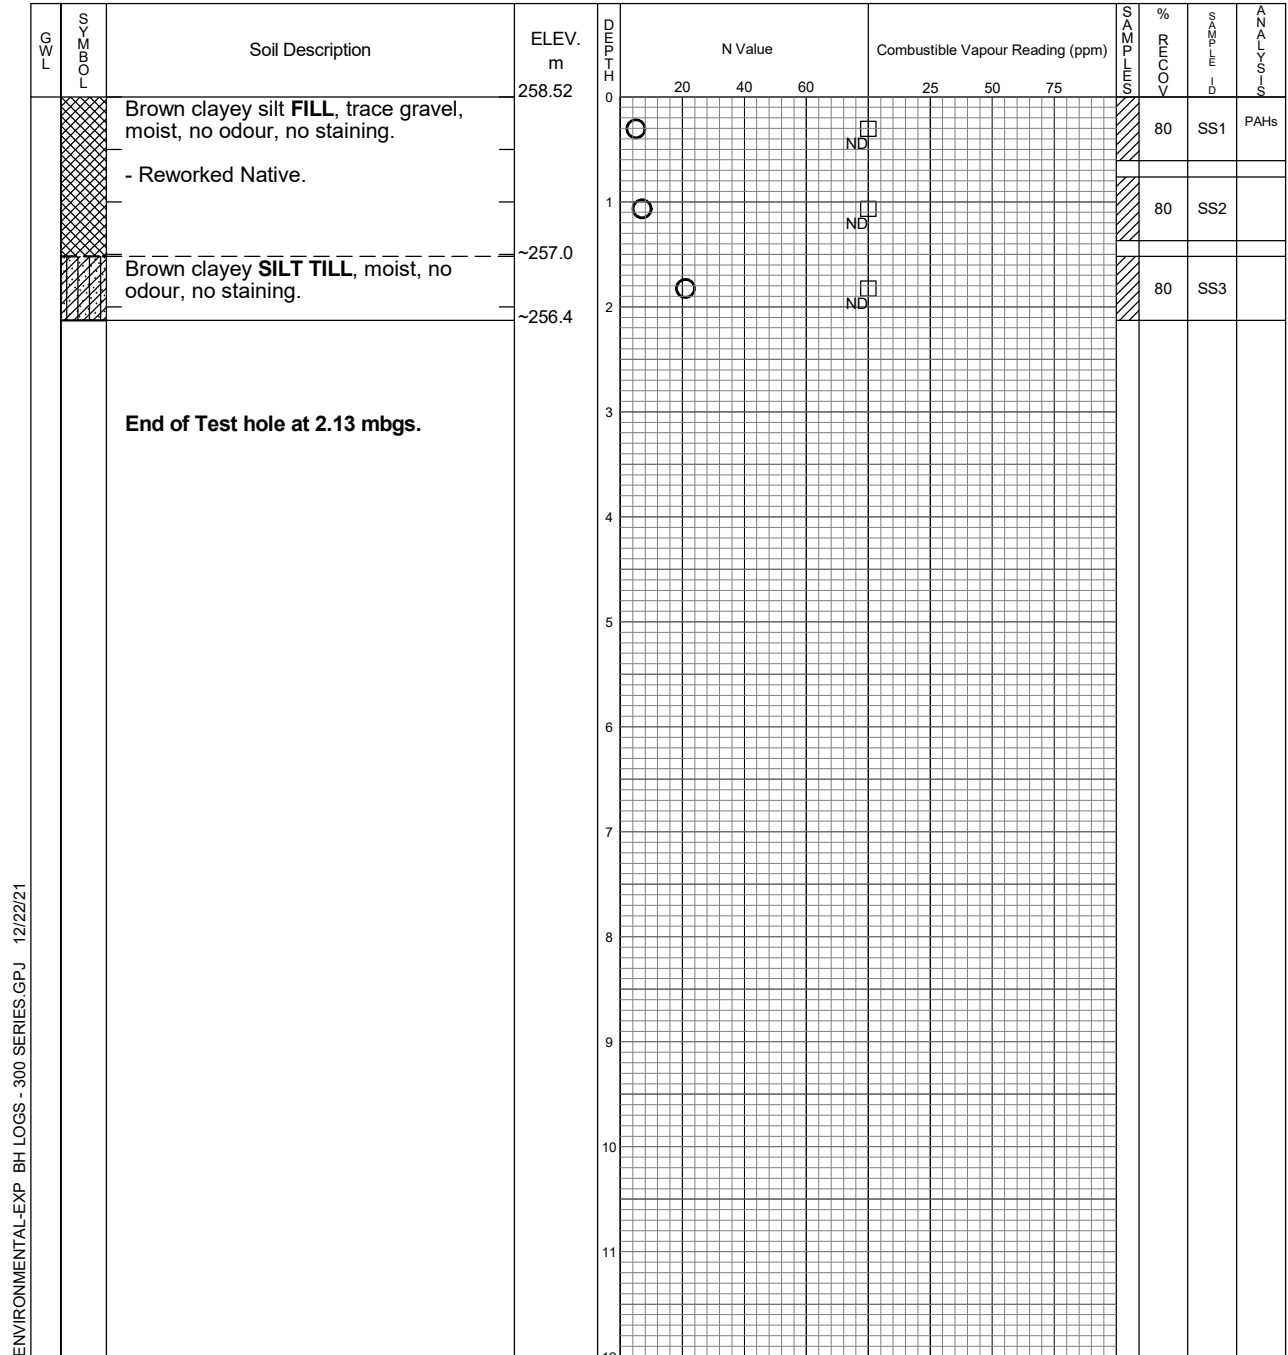 GWL
SYMBOL
Soil Description
ELEV.
m
DEPTH
N Value
Combustible Vapour Reading (ppm)
SAMPLES
% RECOV
SAMPLE ID
ANALYSIS
20 40 60
25 50 75
258.52
0
Brown clayey silt FILL, trace gravel,
moist, no odour, no staining.
ND
80
SS1
PAHs
- Reworked Native.
1
ND
80
SS2
~257.0
Brown clayey SILT TILL, moist, no
odour, no staining.
ND
80
SS3
2
~256.4
3
End of Test hole at 2.13 mbgs.
4
5
6
7
8
9
10
11
ENVIRONMENTAL-EXP BH LOGS - 300 SERIES.GPJ 12/22/21